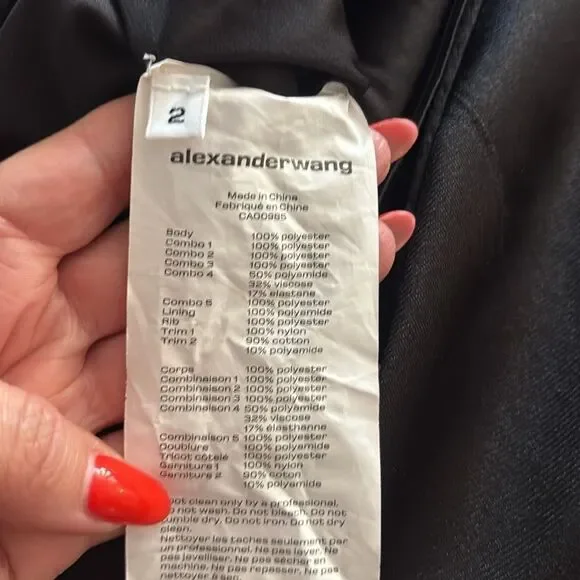 2
alexanderwang
Made in China
Fabriqué en Chine
CA00985
Body 100% polyester
Combo 1 100% polyester
Combo 2 100% polyester
Combo 3 100% polyester
Combo 4 50% polyamide
32% viscose
17% elastane
Combo 5 100% polyester
Lining 100% polyamide
Rib 100% polyester
Trim 1 100% nylon
Trim 2 90% cotton
10% polyamide
Corps 100% polyester
Combinaison 1 100% polyester
Combinaison 2 100% polyester
Combinaison 3 100% polyester
Combinaison 4 50% polyamide
32% viscose
17% élasthanne
Combinaison 5 100% polyester
Doublure 100% polyester
Tricot côtelé 100% polyester
Garniture 1 100% nylon
Garniture 2 90% coton
10% polyamide
clean only by a professional.
not wash. Do not bleach. Do not
tumble dry. Do not iron. Do not dry
clean.
Nettoyer les taches seulement par
un professionnel. Ne pas laver. Ne
pas javelliser. Ne pas sécher en
machine. Ne pas repasser. Ne pas
nettoyer à sec.